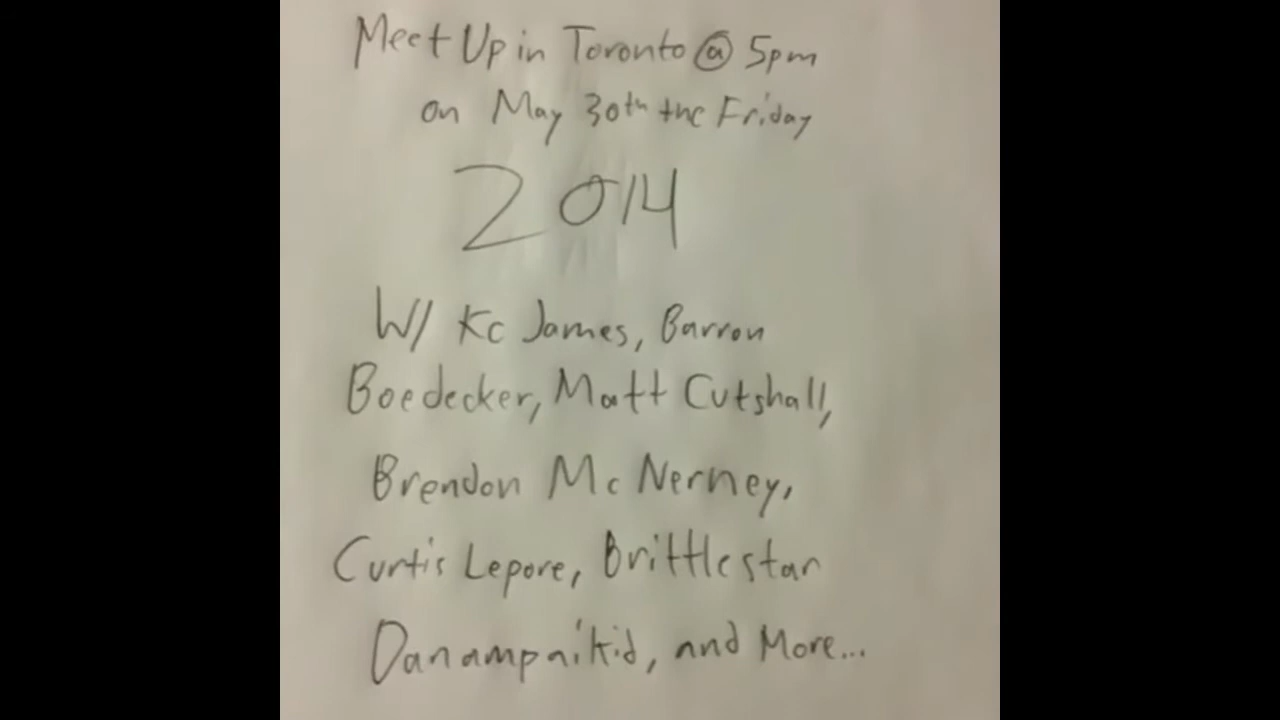 Meet Up in Toronto @ 5pm
on May 30th the Friday
2014
W/ Kc James, Barron
Boedecker, Matt Cutshall,
Brendon McNerney,
Curtis Lepore, Brittlestar
Danampaikid, and More...